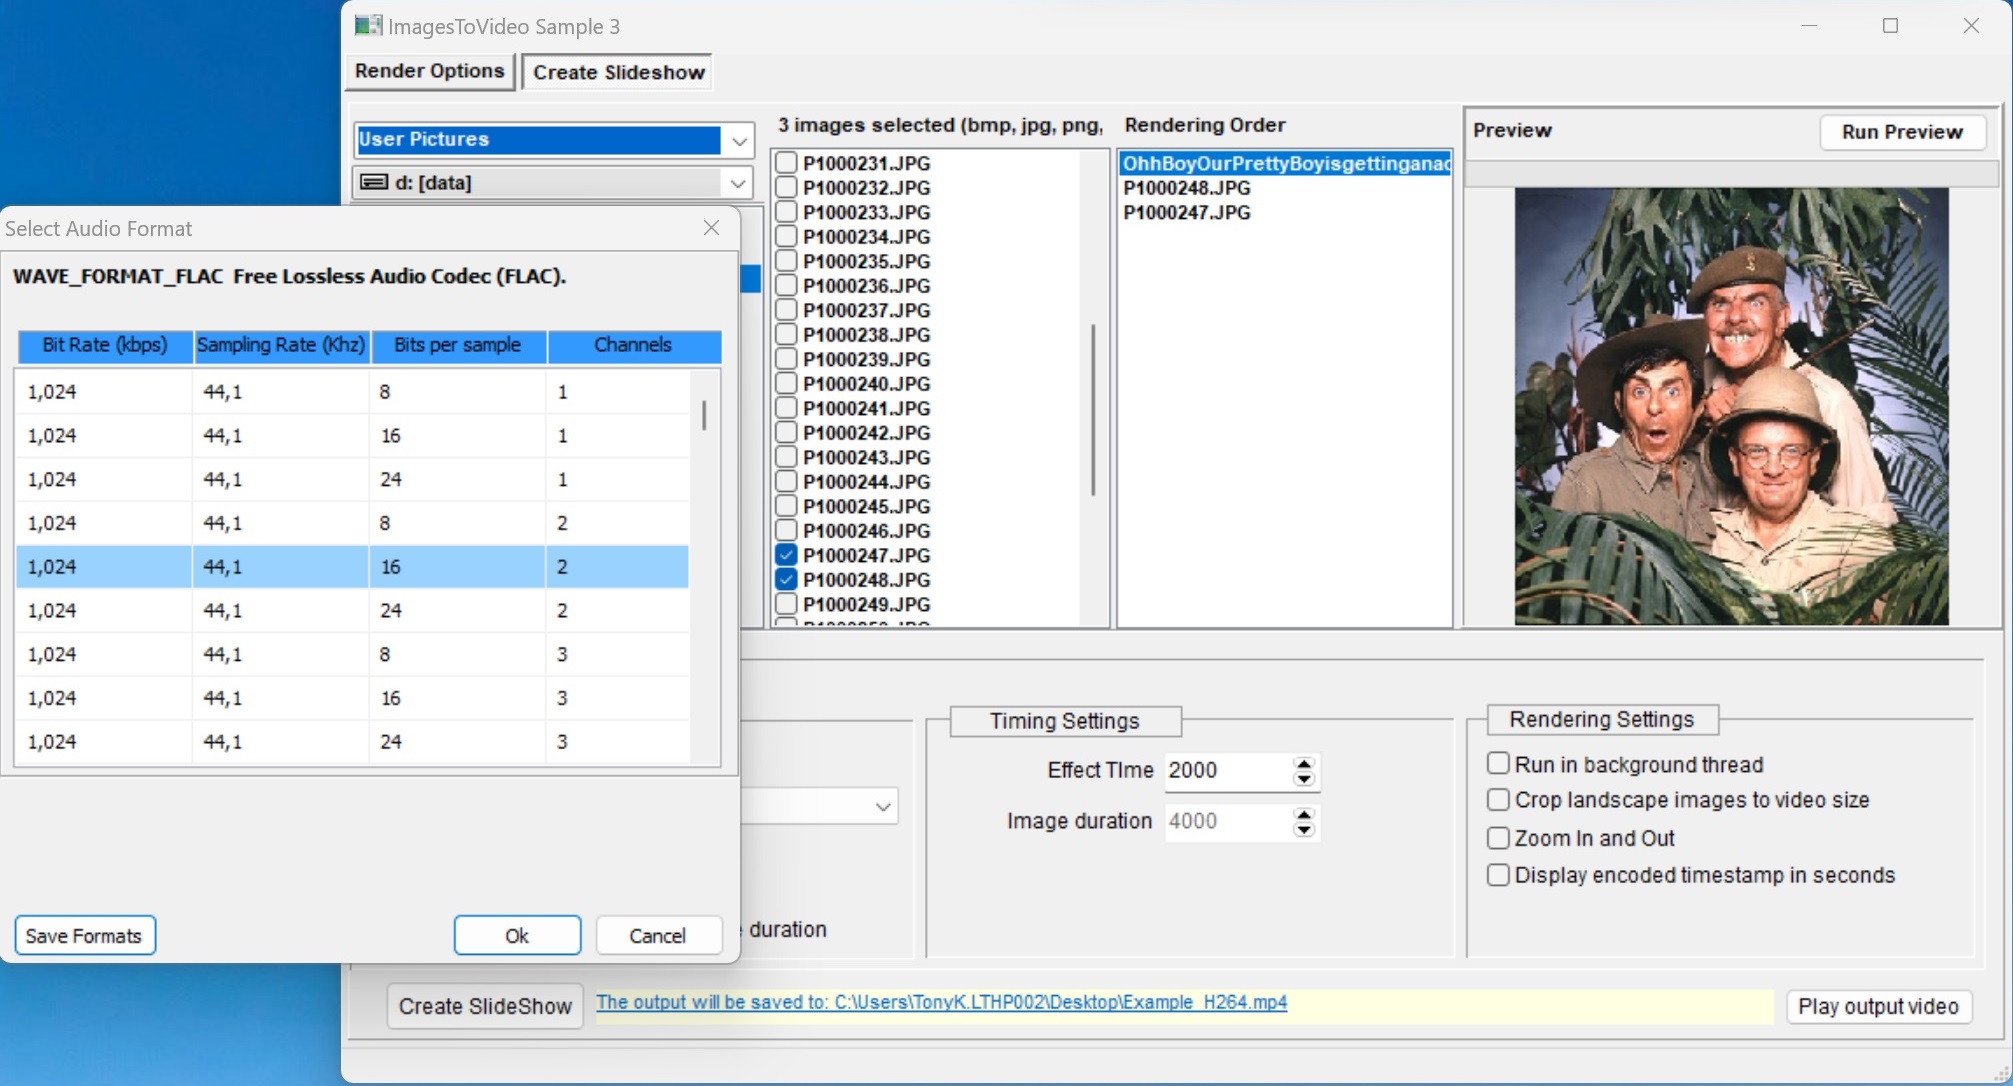 ImagesToVideo Sample 3
Render Options
Create Slideshow
User Pictures
d: [data]
3 images selected (bmp, jpg, png,
P1000231.JPG
P1000232.JPG
P1000233.JPG
P1000234.JPG
P1000235.JPG
P1000236.JPG
P1000237.JPG
P1000238.JPG
P1000239.JPG
P1000240.JPG
P1000241.JPG
P1000242.JPG
P1000243.JPG
P1000244.JPG
P1000245.JPG
P1000246.JPG
P1000247.JPG
P1000248.JPG
P1000249.JPG
Rendering Order
OhhBoyOurPrettyBoyisgettinganac
P1000248.JPG
P1000247.JPG
Preview
Run Preview
Select Audio Format
WAVE_FORMAT_FLAC Free Lossless Audio Codec (FLAC).
Bit Rate (kbps) Sampling Rate (Khz) Bits per sample Channels
1,024 44,1 8 1
1,024 44,1 16 1
1,024 44,1 24 1
1,024 44,1 8 2
1,024 44,1 16 2
1,024 44,1 24 2
1,024 44,1 8 3
1,024 44,1 16 3
1,024 44,1 24 3
Save Formats
Ok
Cancel
duration
Timing Settings
Effect TIme 2000
Image duration 4000
Rendering Settings
Run in background thread
Crop landscape images to video size
Zoom In and Out
Display encoded timestamp in seconds
Create SlideShow
The output will be saved to: C:\Users\TonyK.LTHP002\Desktop\Example_H264.mp4
Play output video